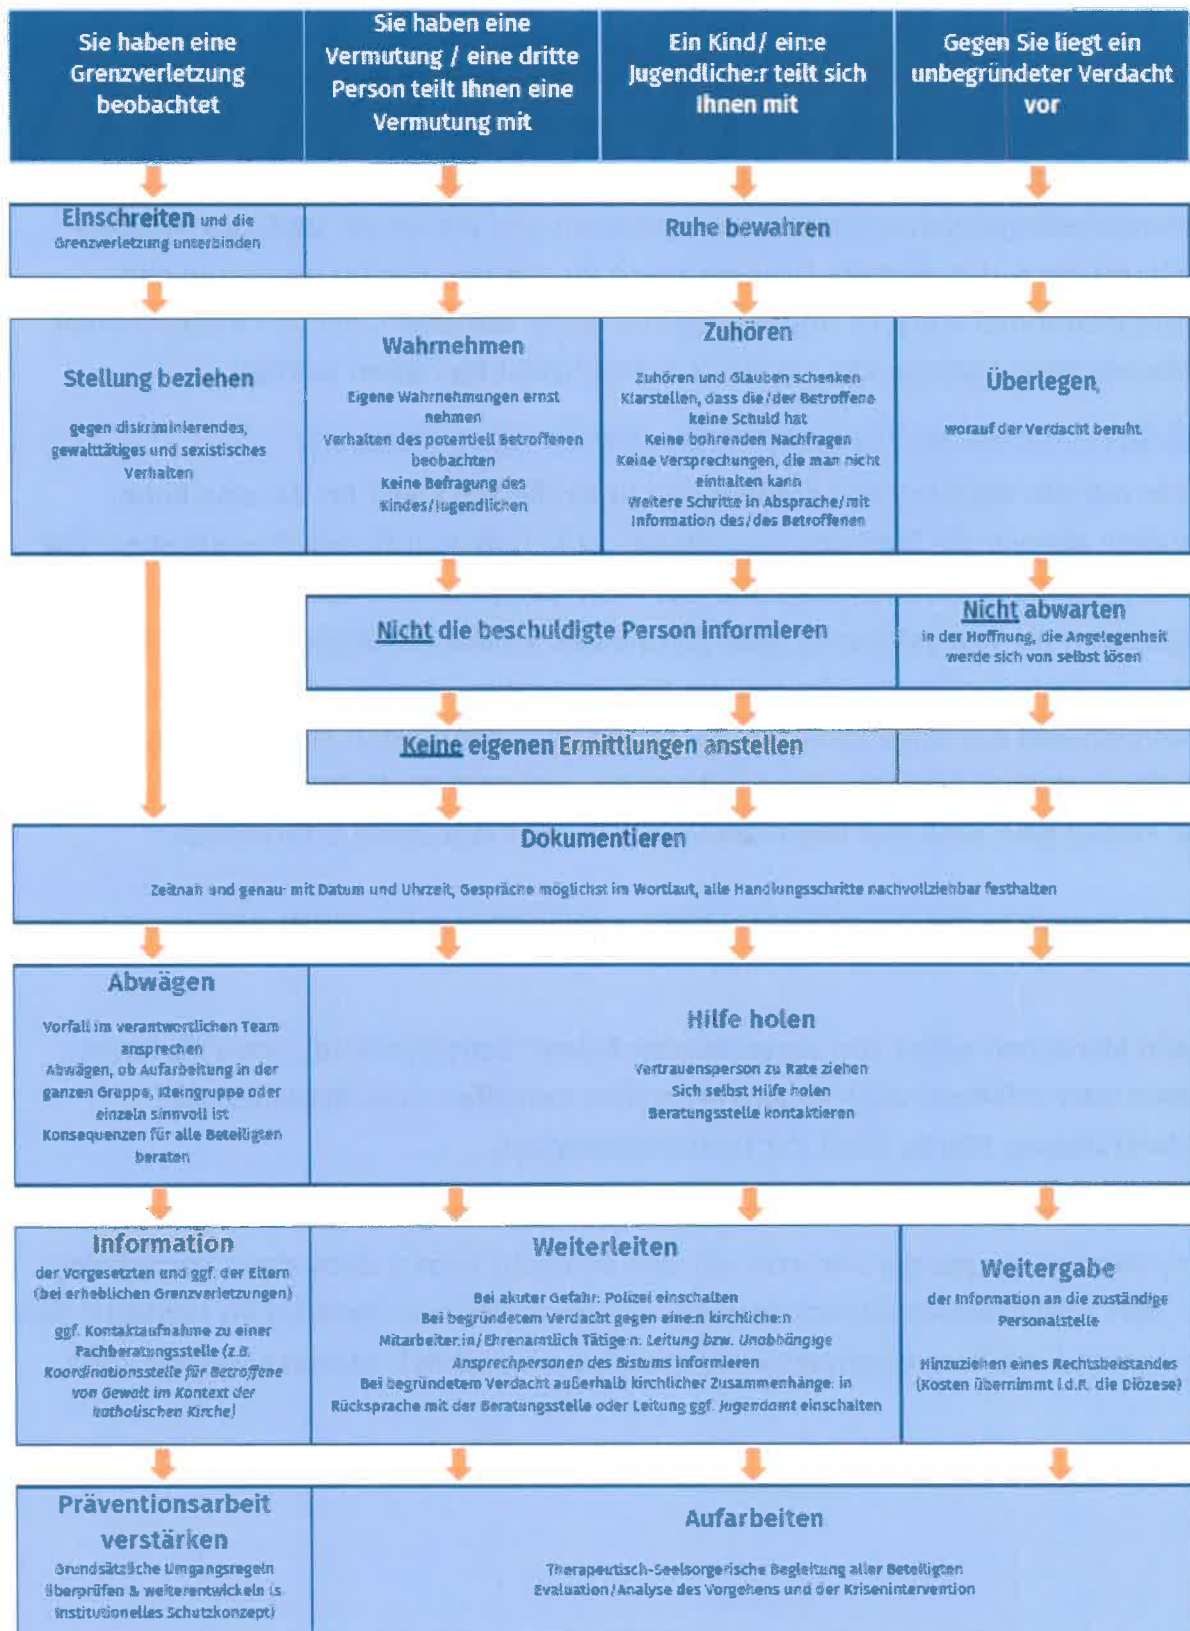 Sie haben eine
Grenzverletzung
beobachtet
Sie haben eine
Vermutung / eine dritte
Person teilt Ihnen eine
Vermutung mit
Ein Kind/ ein:e
Jugendliche:r teilt sich
Ihnen mit
Gegen Sie liegt ein
unbegründeter Verdacht
vor
Einschreiten und die
Grenzverletzung unterbinden
Ruhe bewahren
Stellung beziehen
gegen diskriminierendes,
gewalttätiges und sexistisches
Verhalten
Wahrnehmen
Eigene Wahrnehmungen ernst
nehmen
Verhalten des potentiell Betroffenen
beobachten
Keine Befragung des
Kindes/Jugendlichen
Zuhören
Zuhören und Glauben schenken
Klarstellen, dass die/der Betroffene
keine Schuld hat
Keine bohrenden Nachfragen
Keine Versprechungen, die man nicht
einhalten kann
Weitere Schritte in Absprache/mit
Information des/des Betroffenen
Überlegen,
worauf der Verdacht beruht.
Nicht die beschuldigte Person informieren
Nicht abwarten
in der Hoffnung, die Angelegenheit
werde sich von selbst lösen
Keine eigenen Ermittlungen anstellen
Dokumentieren
Zeitnah und genau- mit Datum und Uhrzeit, Gespräche möglichst im Wortlaut, alle Handlungsschritte nachvollziehbar festhalten
Abwägen
Vorfall im verantwortlichen Team
ansprechen
Abwägen, ob Aufarbeitung in der
ganzen Gruppe, Kleingruppe oder
einzeln sinnvoll ist
Konsequenzen für alle Beteiligten
beraten
Hilfe holen
Vertrauensperson zu Rate ziehen
Sich selbst Hilfe holen
Beratungsstelle kontaktieren
Information
der Vorgesetzten und ggf. der Eltern
(bei erheblichen Grenzverletzungen)
ggf. Kontaktaufnahme zu einer
Fachberatungsstelle (z.B.
Koordinationsstelle für Betroffene
von Gewalt im Kontext der
katholischen Kirche)
Weiterleiten
Bei akuter Gefahr: Polizei einschalten
Bei begründetem Verdacht gegen eine:n kirchliche:n
Mitarbeiter:in/Ehrenamtlich Tätige:n: Leitung bzw. Unabhängige
Ansprechpersonen des Bistums informieren
Bei begründetem Verdacht außerhalb kirchlicher Zusammenhänge: in
Rücksprache mit der Beratungsstelle oder Leitung ggf. Jugendamt einschalten
Weitergabe
der Information an die zuständige
Personalstelle
Hinzuziehen eines Rechtsbeistandes
(Kosten übernimmt i.d.R. die Diözese)
Präventionsarbeit
verstärken
Grundsätzliche Umgangsregeln
überprüfen & weiterentwickeln (s.
Institutionelles Schutzkonzept)
Aufarbeiten
Therapeutisch-Seelsorgerische Begleitung aller Beteiligten
Evaluation/Analyse des Vorgehens und der Krisenintervention